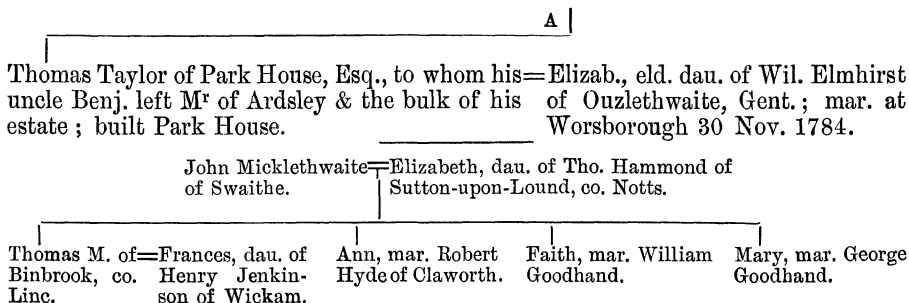 A
Thomas Taylor of Park House, Esq., to whom his=Elizab., eld. dau. of Wil. Elmhirst
uncle Benj. left Mʳ of Ardsley & the bulk of his of Ouzlethwaite, Gent.; mar. at
estate; built Park House. Worsborough 30 Nov. 1784.
John Micklethwaite=Elizabeth, dau. of Tho. Hammond of
of Swaithe. Sutton-upon-Lound, co. Notts.
Thomas M. of=Frances, dau. of Ann, mar. Robert Faith, mar. William Mary, mar. George
Binbrook, co. Henry Jenkin- Hyde of Claworth. Goodhand. Goodhand.
Linc. son of Wickam.